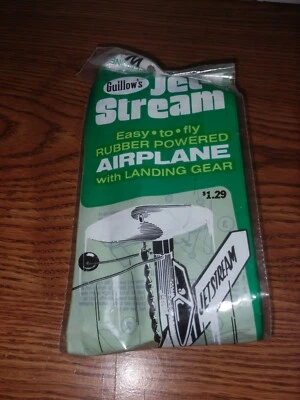 Guillow's
Jet
Stream
Easy•to•fly
RUBBER POWERED
AIRPLANE
with LANDING GEAR
$1.29
JETSTREAM